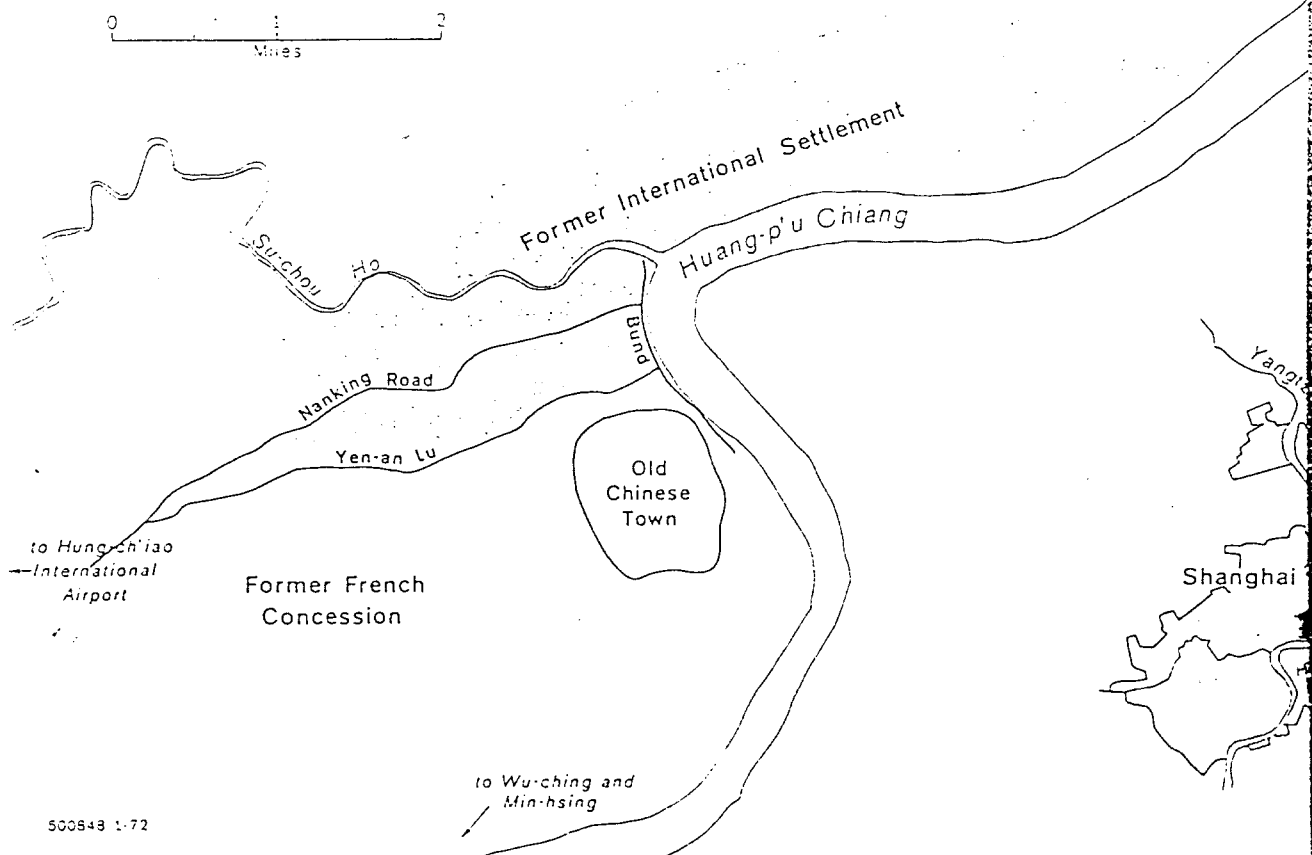 0 1 2
Miles
Former International Settlement
Huang-p'u Chiang
Su-chou Ho
Bund
Nanking Road
Yen-an Lu
Old
Chinese
Town
to Hung-ch'iao
International
Airport
Former French
Concession
Shanghai
to Wu-ching and
Min-hsing
500848 1-72